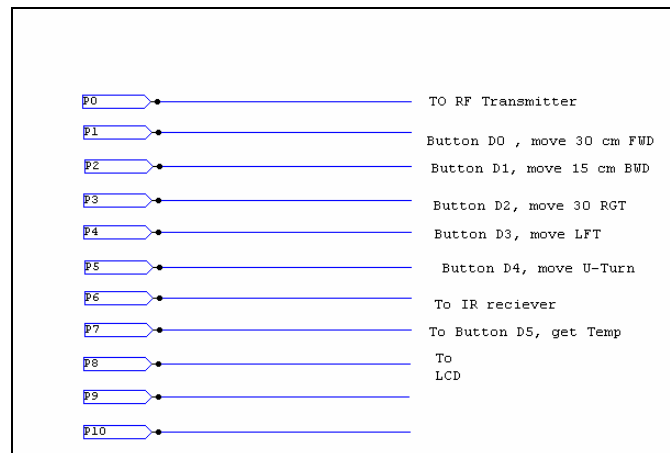 P0 TO RF Transmitter
P1 Button D0 , move 30 cm FWD
P2 Button D1, move 15 cm BWD
P3 Button D2, move 30 RGT
P4 Button D3, move LFT
P5 Button D4, move U-Turn
P6 To IR reciever
P7 To Button D5, get Temp
P8 To
LCD
P9
P10